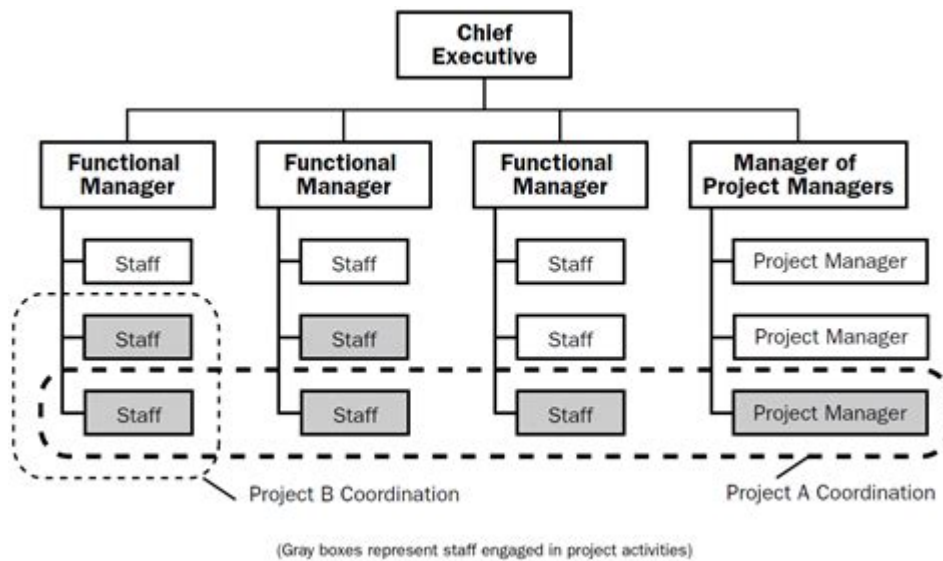 Chief
Executive
Functional
Manager
Functional
Manager
Functional
Manager
Manager of
Project Managers
Staff
Staff
Staff
Project Manager
Staff
Staff
Staff
Project Manager
Staff
Staff
Staff
Project Manager
Project B Coordination
Project A Coordination
(Gray boxes represent staff engaged in project activities)